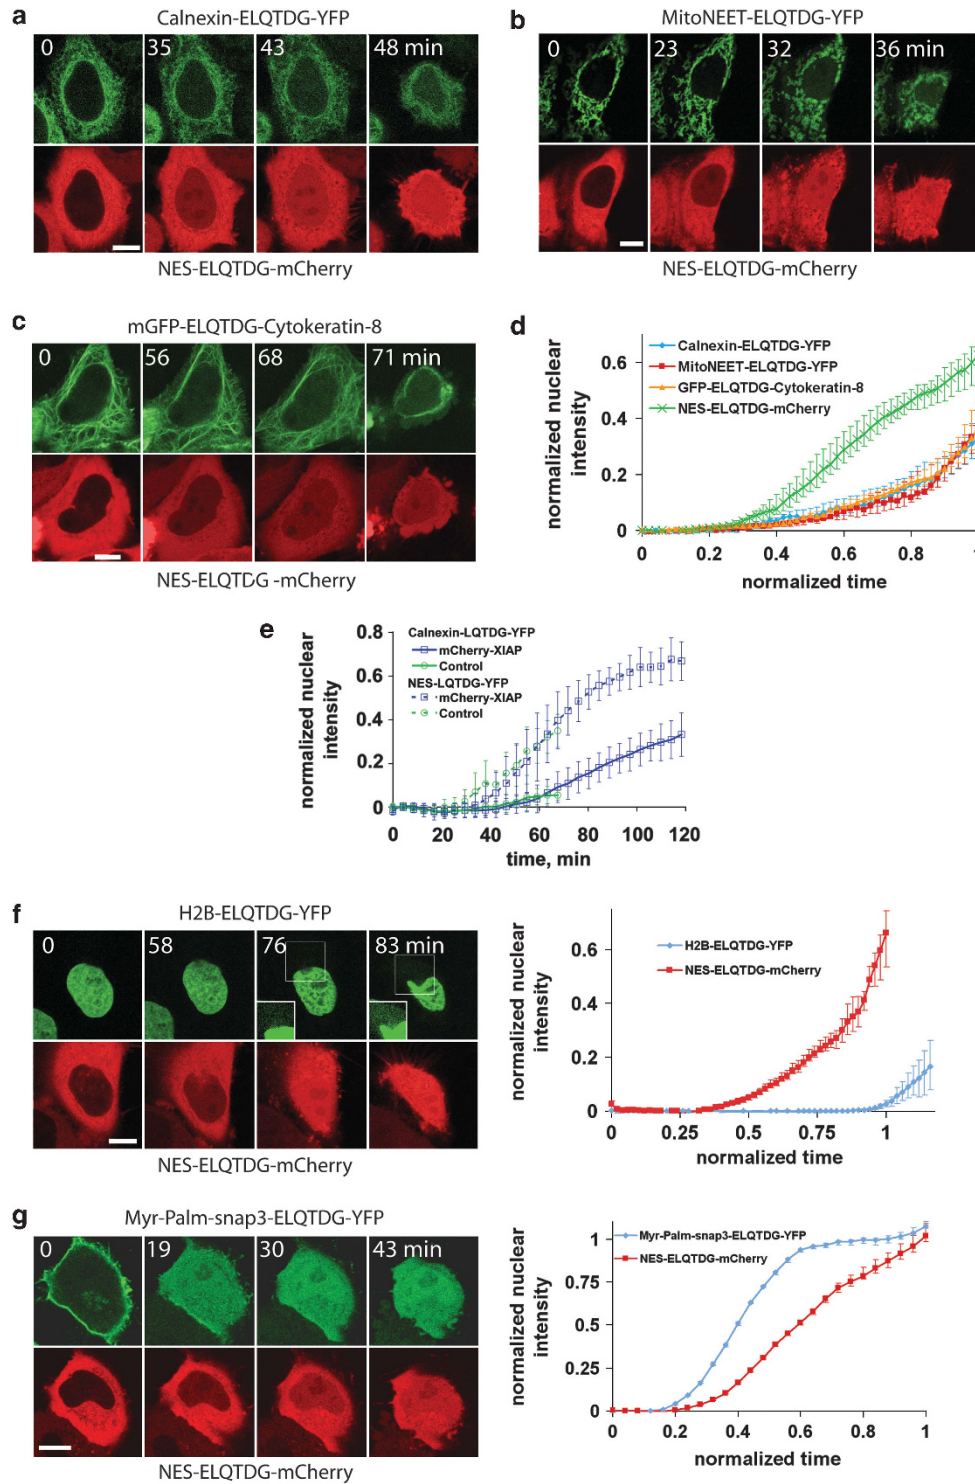 a
Calnexin-ELQTDG-YFP
0 35 43 48 min
NES-ELQTDG-mCherry
b
MitoNEET-ELQTDG-YFP
0 23 32 36 min
NES-ELQTDG-mCherry
c
mGFP-ELQTDG-Cytokeratin-8
0 56 68 71 min
NES-ELQTDG -mCherry
d
normalized nuclear
intensity
0.6
0.4
0.2
0
Calnexin-ELQTDG-YFP
MitoNEET-ELQTDG-YFP
GFP-ELQTDG-Cytokeratin-8
NES-ELQTDG-mCherry
0 0.2 0.4 0.6 0.8 1
normalized time
e
normalized nuclear
intensity
0.8
0.6
0.4
0.2
0
Calnexin-LQTDG-YFP
mCherry-XIAP
Control
NES-LQTDG-YFP
mCherry-XIAP
Control
0 20 40 60 80 100 120
time, min
f
H2B-ELQTDG-YFP
0 58 76 83 min
NES-ELQTDG-mCherry
normalized nuclear
intensity
0.6
0.4
0.2
0
H2B-ELQTDG-YFP
NES-ELQTDG-mCherry
0 0.25 0.5 0.75 1
normalized time
g
Myr-Palm-snap3-ELQTDG-YFP
0 19 30 43 min
NES-ELQTDG-mCherry
normalized nuclear
intensity
1
0.75
0.5
0.25
0
Myr-Palm-snap3-ELQTDG-YFP
NES-ELQTDG-mCherry
0 0.2 0.4 0.6 0.8 1
normalized time